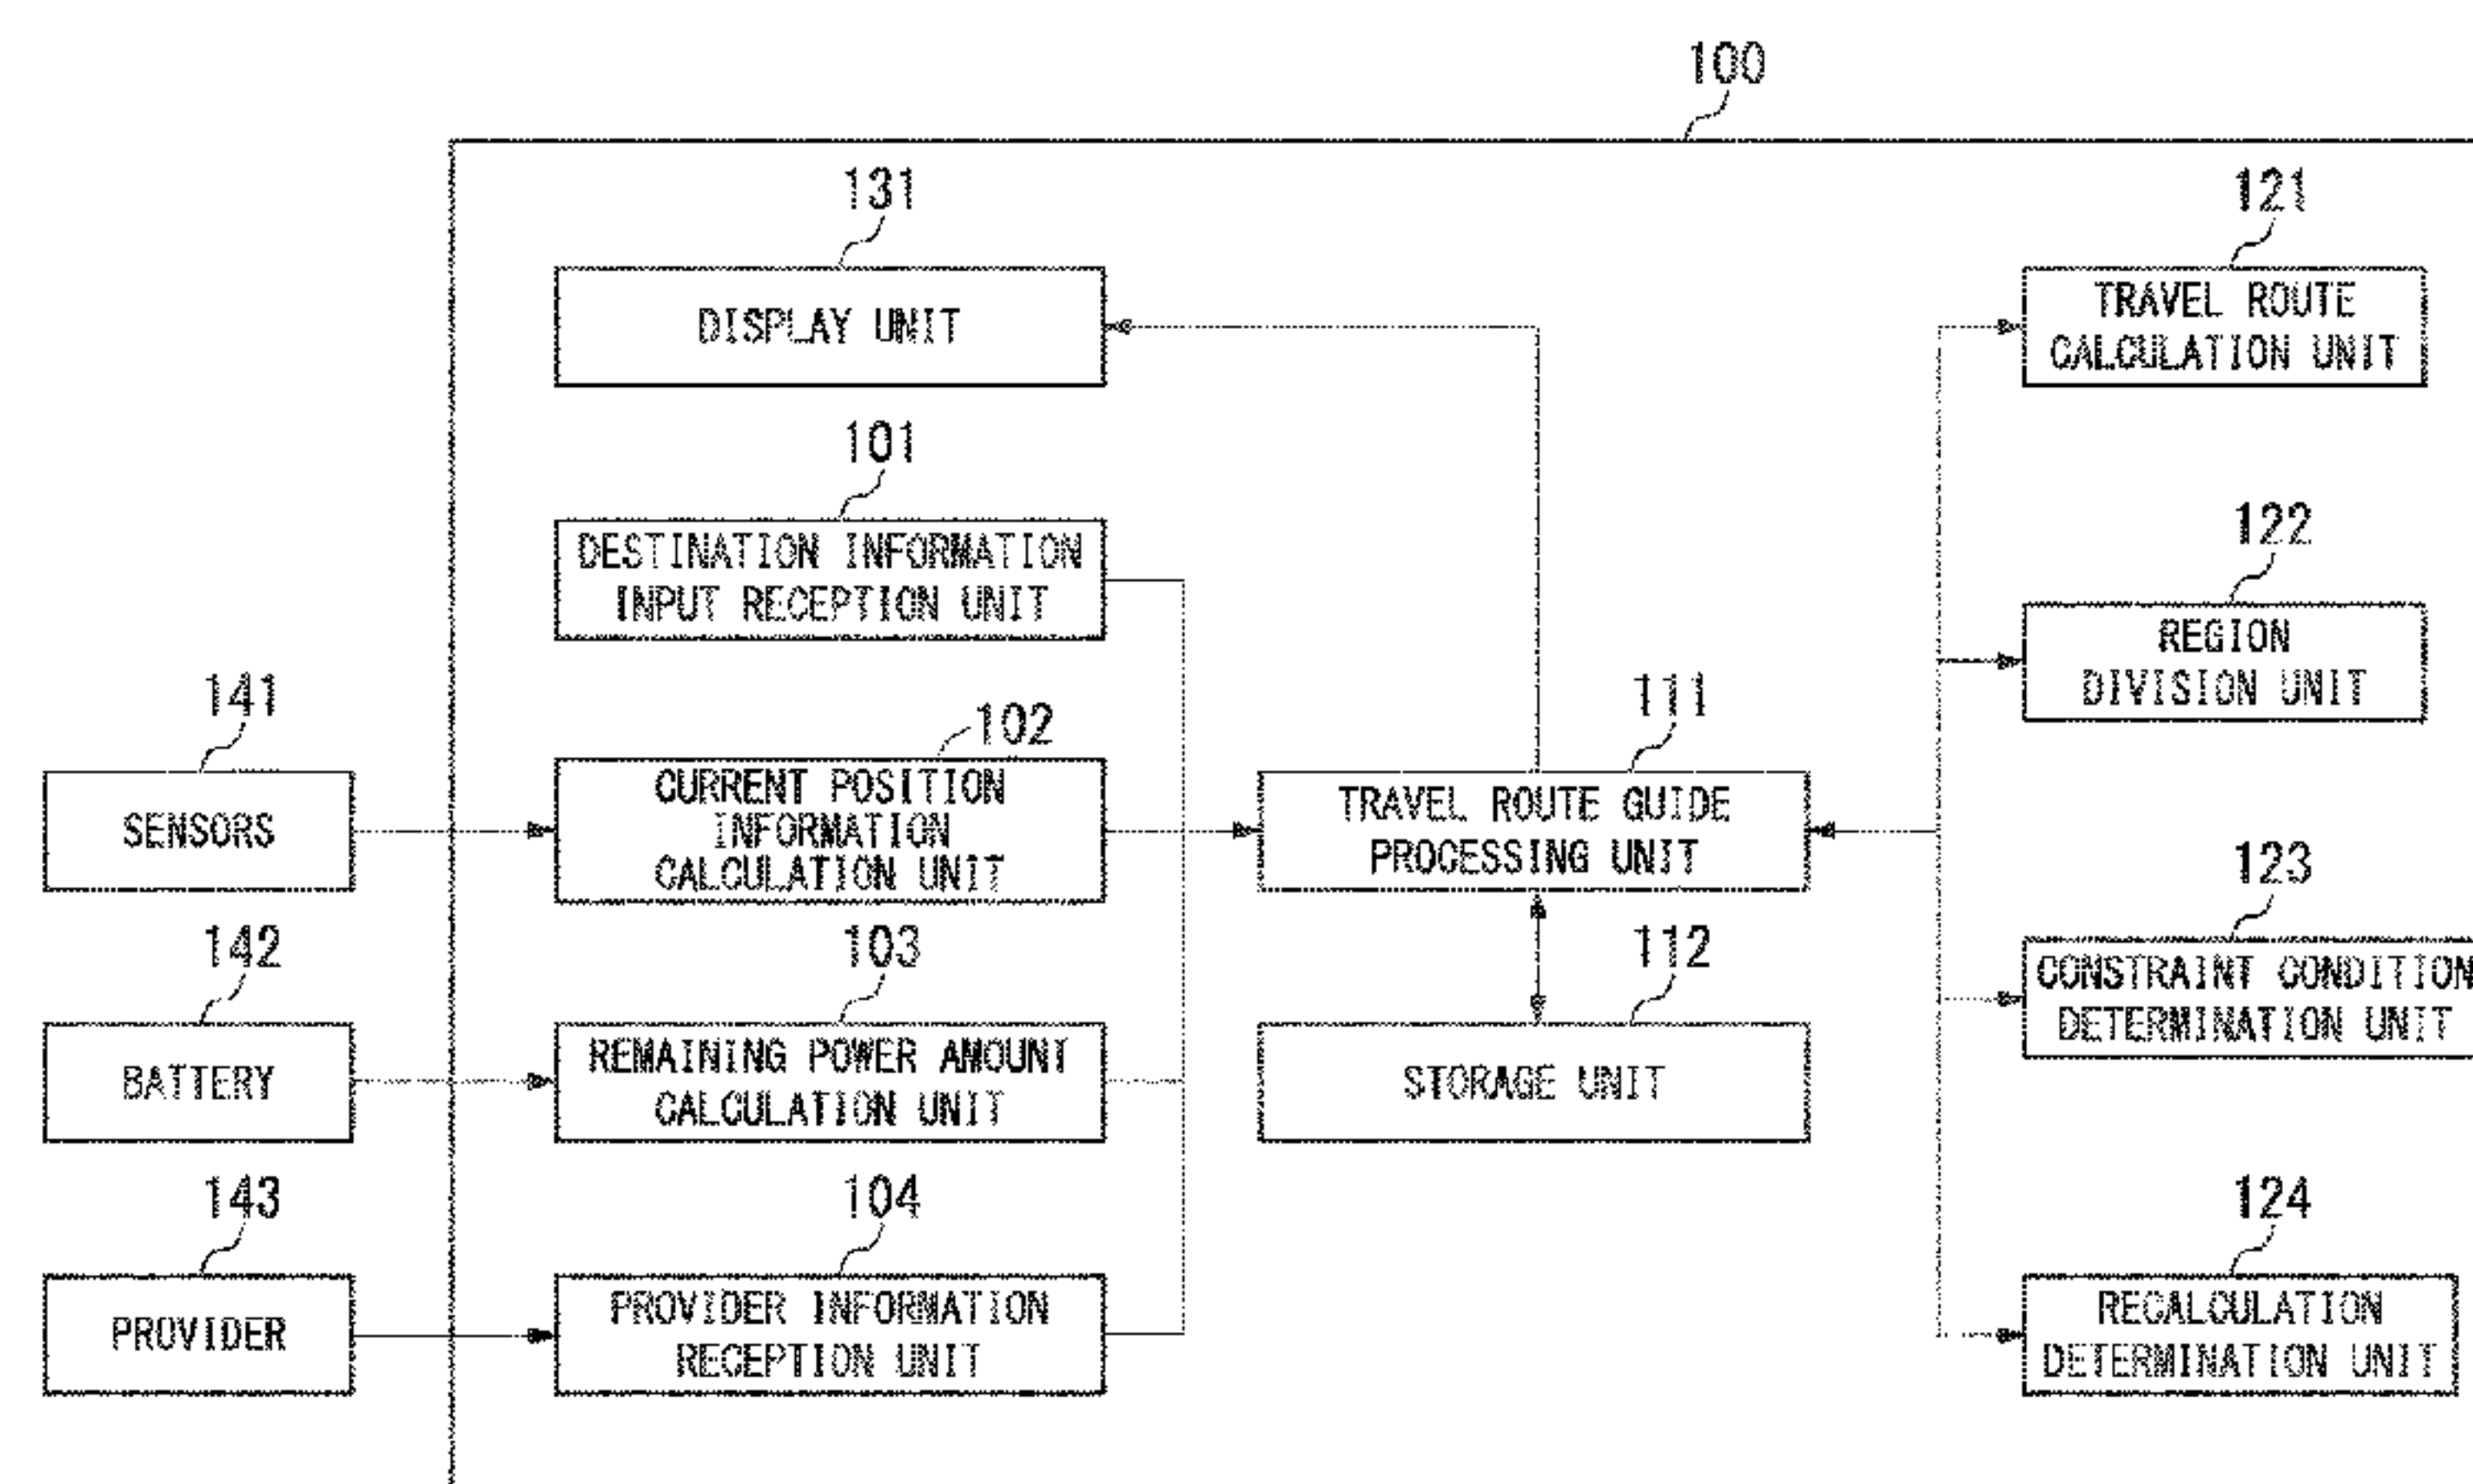 100
131
DISPLAY UNIT
121
TRAVEL ROUTE
CALCULATION UNIT
101
DESTINATION INFORMATION
INPUT RECEPTION UNIT
122
REGION
DIVISION UNIT
141
SENSORS
102
CURRENT POSITION
INFORMATION
CALCULATION UNIT
111
TRAVEL ROUTE GUIDE
PROCESSING UNIT
123
CONSTRAINT CONDITION
DETERMINATION UNIT
142
BATTERY
103
REMAINING POWER AMOUNT
CALCULATION UNIT
112
STORAGE UNIT
143
PROVIDER
104
PROVIDER INFORMATION
RECEPTION UNIT
124
RECALCULATION
DETERMINATION UNIT